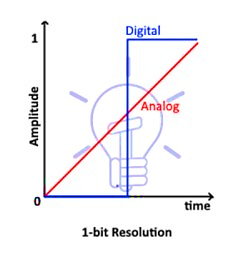 1
Digital
Analog
Amplitude
0
time
1-bit Resolution